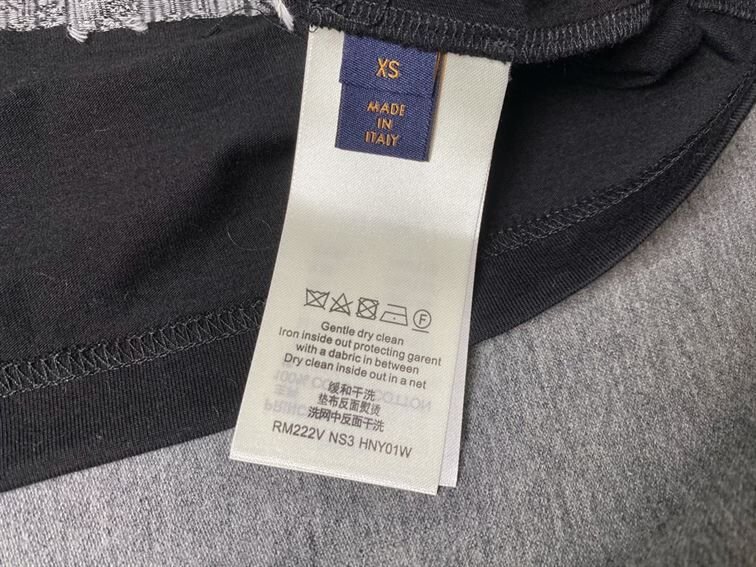 XS
MADE
IN
ITALY
F
Gentle dry clean
Iron inside out protecting garent
with a dabric in between
Dry clean inside out in a net
缓和干洗
垫布反面熨烫
洗网中反面干洗
RM222V NS3 HNY01W